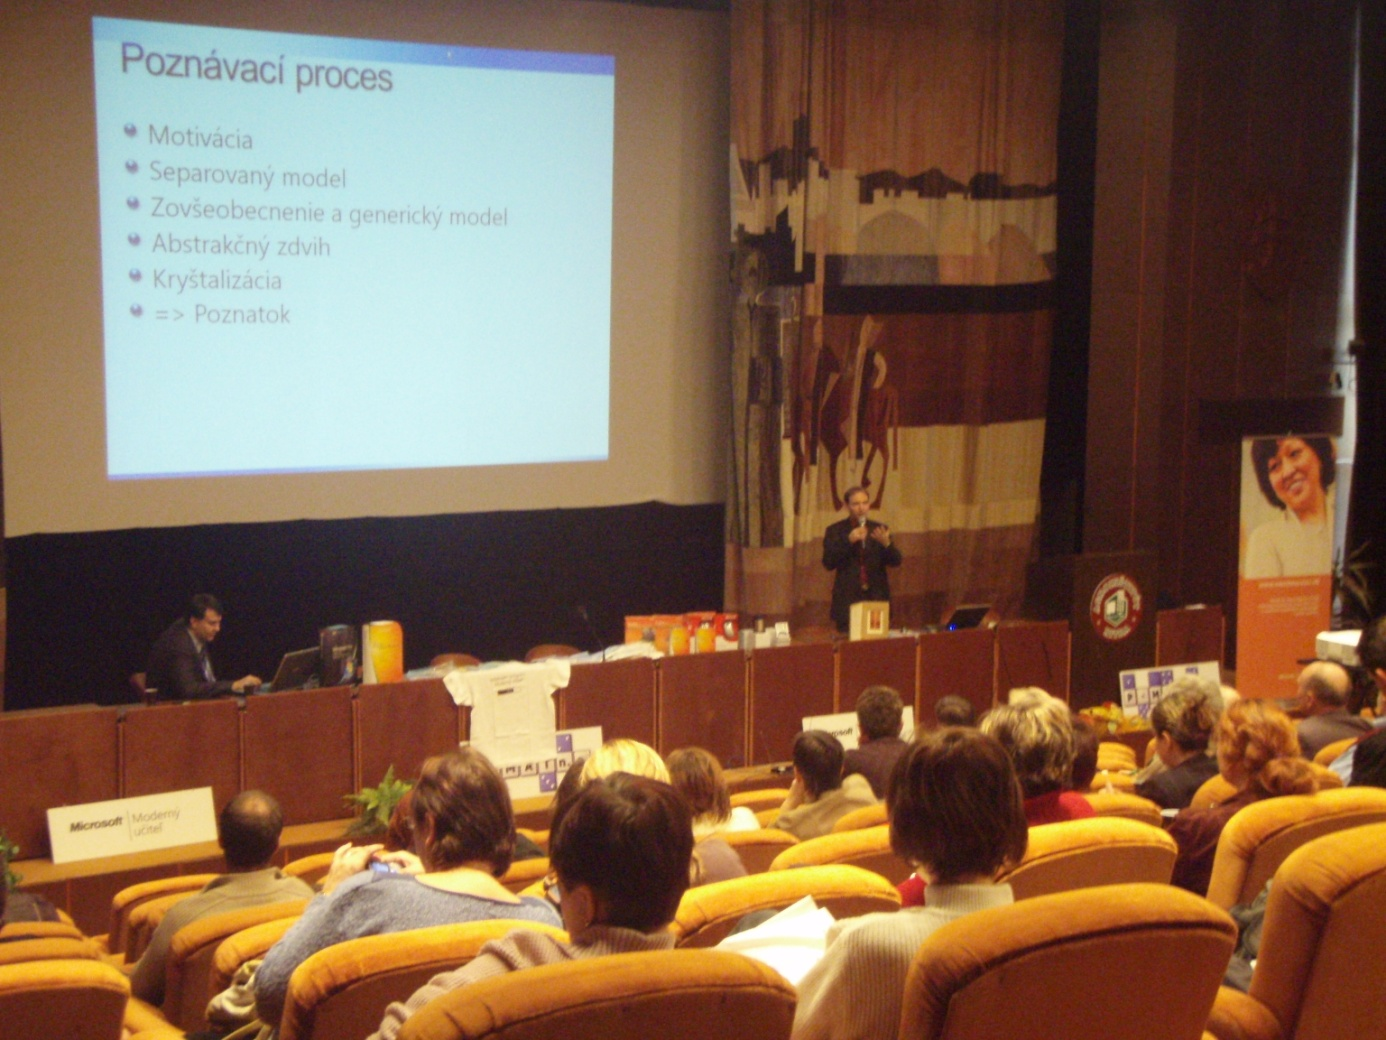 Poznávací proces
Motivácia
Separovaný model
Zovšeobecnenie a generický model
Abstrakčný zdvih
Kryštalizácia
=> Poznatok
Microsoft
Moderný
učiteľ